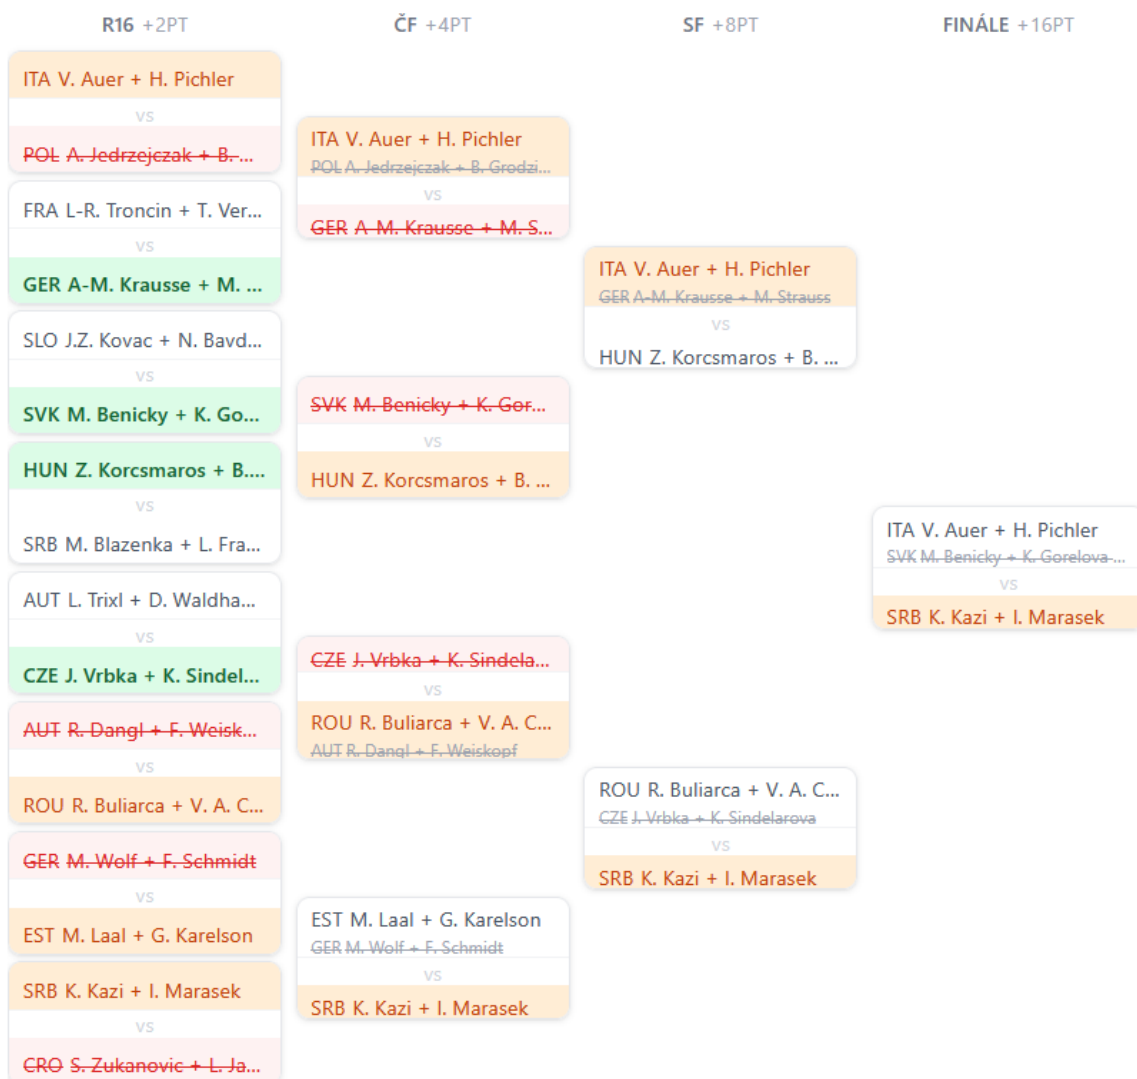 R16 +2PT
ITA V. Auer + H. Pichler
vs
POL A. Jedrzejczak + B. ...
FRA L-R. Troncin + T. Ver...
vs
GER A-M. Krausse + M. ...
SLO J.Z. Kovac + N. Bavd...
vs
SVK M. Benicky + K. Go...
HUN Z. Korcsmaros + B....
vs
SRB M. Blazenka + L. Fra...
AUT L. Trixl + D. Waldha...
vs
CZE J. Vrbka + K. Sindel...
AUT R. Dangl + F. Weisk...
vs
ROU R. Buliarca + V. A. C...
GER M. Wolf + F. Schmidt
vs
EST M. Laal + G. Karelson
SRB K. Kazi + I. Marasek
vs
CRO S. Zukanovic + L. Ja...
ČF +4PT
ITA V. Auer + H. Pichler
POL A. Jedrzejczak + B. Grodzi...
vs
GER A-M. Krausse + M. S...
SVK M. Benicky + K. Gor...
vs
HUN Z. Korcsmaros + B. ...
CZE J. Vrbka + K. Sindela...
vs
ROU R. Buliarca + V. A. C...
AUT R. Dangl + F. Weiskopf
EST M. Laal + G. Karelson
GER M. Wolf + F. Schmidt
vs
SRB K. Kazi + I. Marasek
SF +8PT
ITA V. Auer + H. Pichler
GER A-M. Krausse + M. Strauss
vs
HUN Z. Korcsmaros + B. ...
ROU R. Buliarca + V. A. C...
CZE J. Vrbka + K. Sindelarova
vs
SRB K. Kazi + I. Marasek
FINÁLE +16PT
ITA V. Auer + H. Pichler
SVK M. Benicky + K. Gorelova ...
vs
SRB K. Kazi + I. Marasek